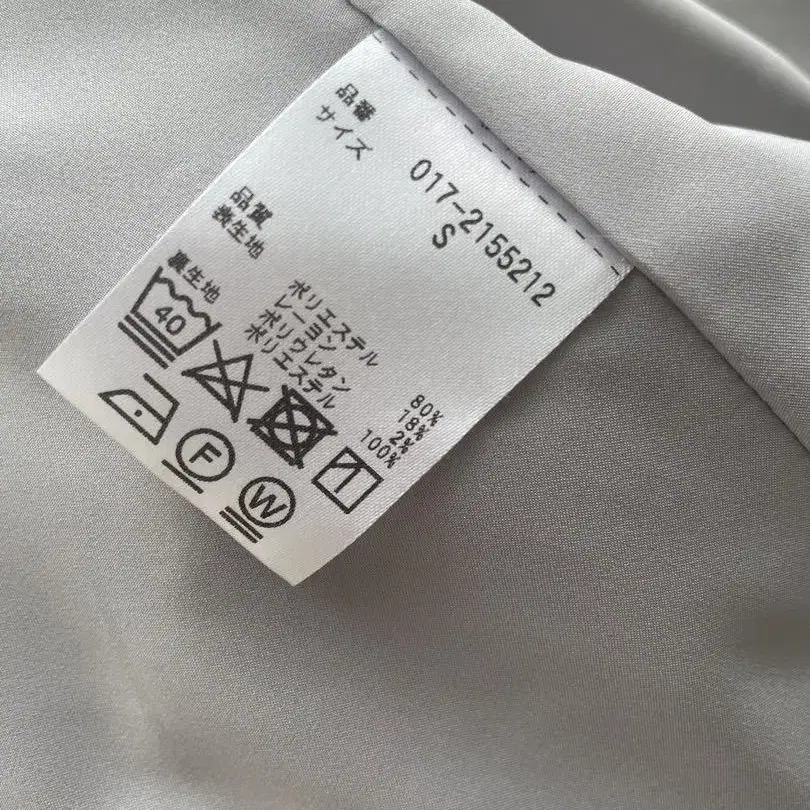 品番 017-2155212
サイズ S
品質
表生地 ポリエステル 80%
レーヨン 18%
ポリウレタン 2%
裏生地 ポリエステル 100%
40
F
W